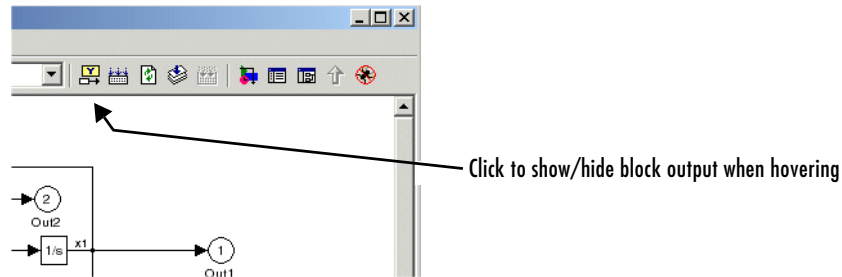 Y
Click to show/hide block output when hovering
2
Out2
1/s
x1
1
Out1